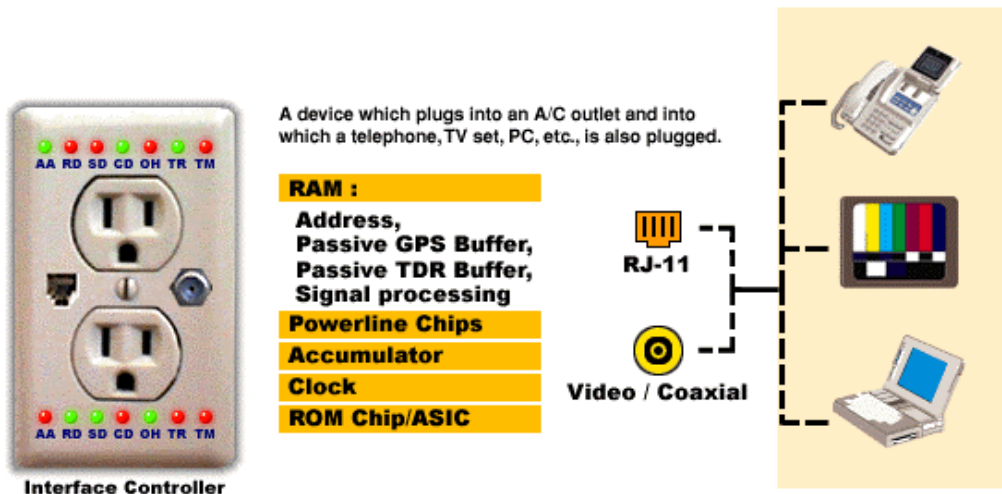 A device which plugs into an A/C outlet and into
which a telephone, TV set, PC, etc., is also plugged.
AA RD SD CD OH TR TM
RAM :
Address,
Passive GPS Buffer,
Passive TDR Buffer,
Signal processing
Powerline Chips
Accumulator
Clock
ROM Chip/ASIC
RJ-11
Video / Coaxial
AA RD SD CD OH TR TM
Interface Controller